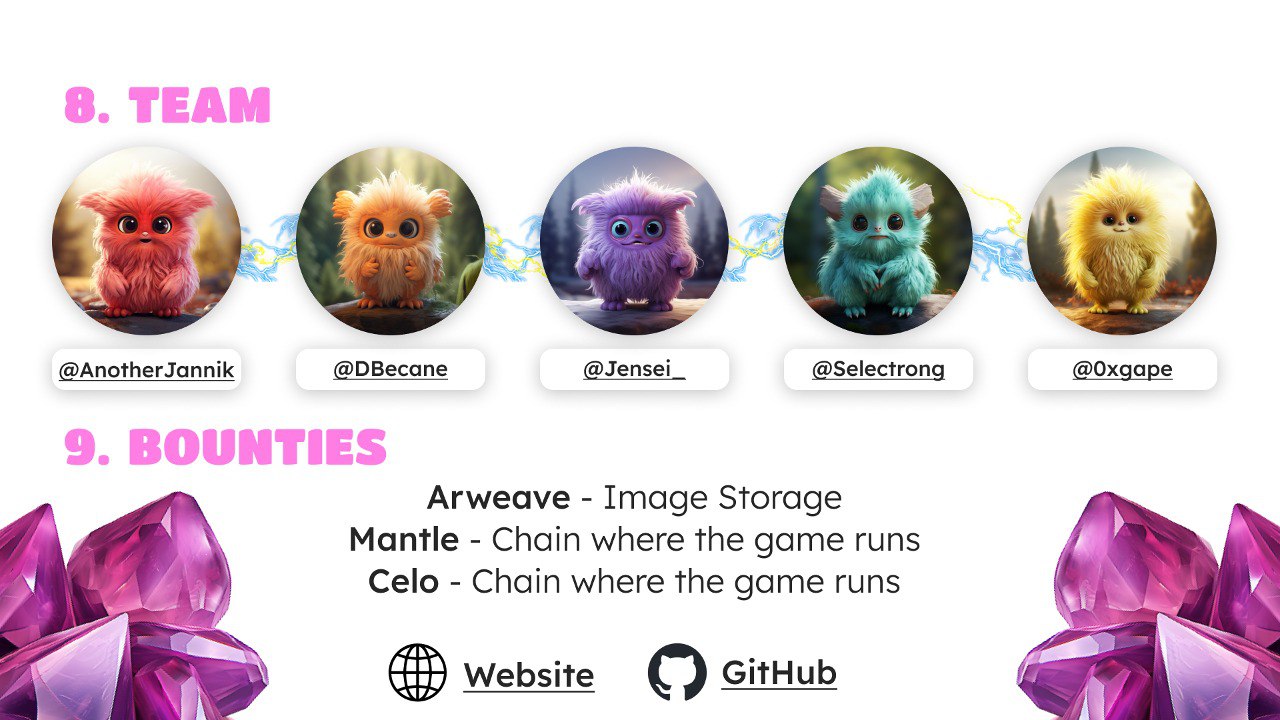 8. TEAM
@AnotherJannik
@DBecane
@Jensei_
@Selectrong
@0xgape
9. BOUNTIES
Arweave - Image Storage
Mantle - Chain where the game runs
Celo - Chain where the game runs
Website
GitHub